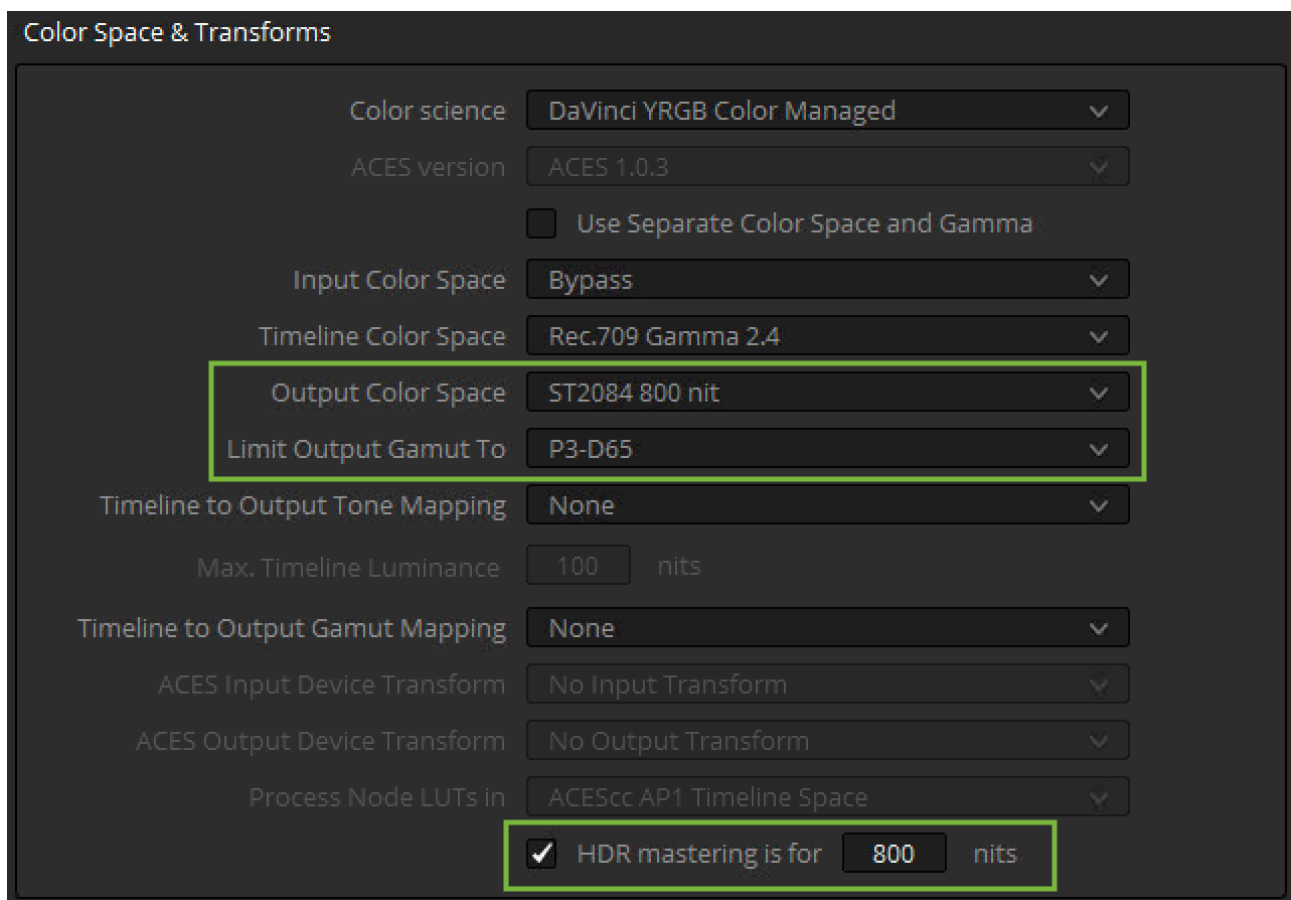 Color Space & Transforms
Color science DaVinci YRGB Color Managed
ACES version ACES 1.0.3
Use Separate Color Space and Gamma
Input Color Space Bypass
Timeline Color Space Rec.709 Gamma 2.4
Output Color Space ST2084 800 nit
Limit Output Gamut To P3-D65
Timeline to Output Tone Mapping None
Max. Timeline Luminance 100 nits
Timeline to Output Gamut Mapping None
ACES Input Device Transform No Input Transform
ACES Output Device Transform No Output Transform
Process Node LUTs in ACEScc AP1 Timeline Space
HDR mastering is for 800 nits